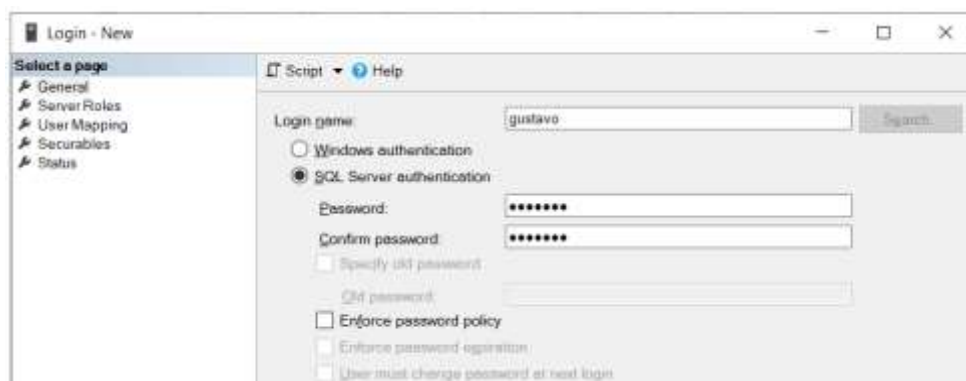 Login - New
Select a page
General
Server Roles
User Mapping
Securables
Status
Script Help
Login name: gustavo Search
Windows authentication
SQL Server authentication
Password: ●●●●●●●
Confirm password: ●●●●●●●
Specify old password
Old password:
Enforce password policy
Enforce password expiration
User must change password at next login